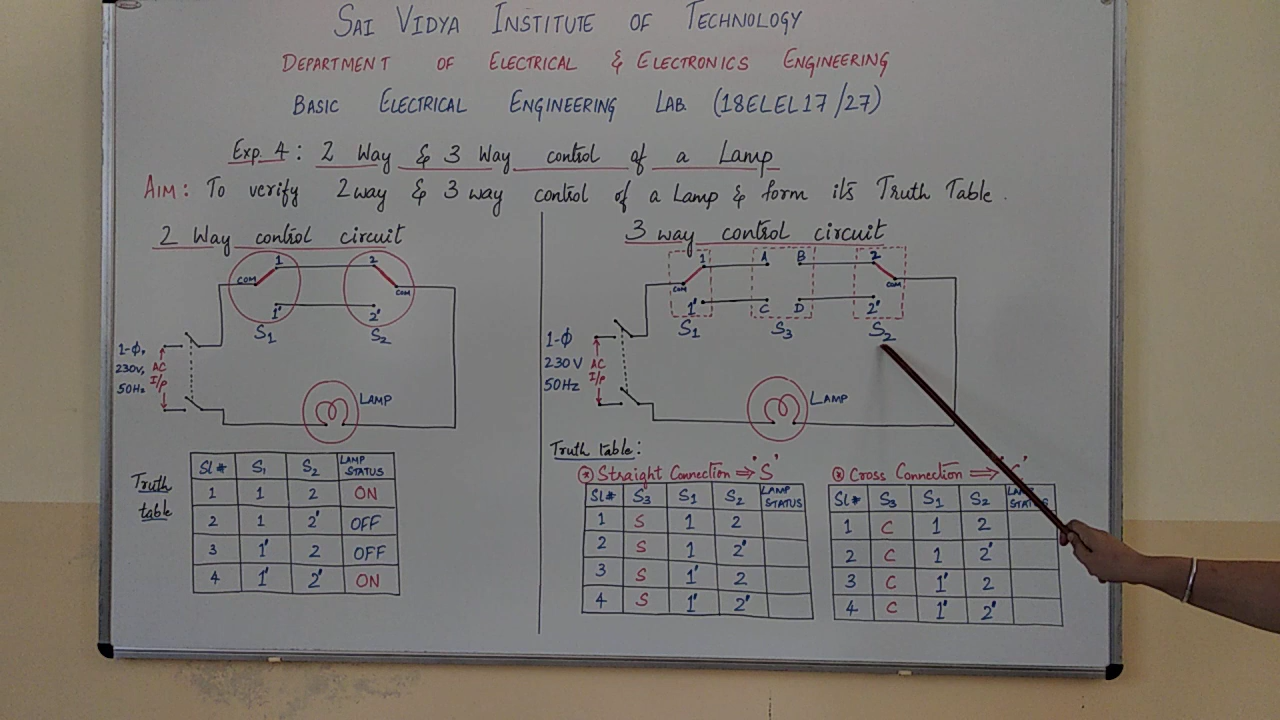 SAI VIDYA INSTITUTE OF TECHNOLOGY
DEPARTMENT OF ELECTRICAL & ELECTRONICS ENGINEERING
BASIC ELECTRICAL ENGINEERING LAB (18ELEL17/27)
Exp. 4: 2 Way & 3 Way control of a Lamp
AIM: To verify 2way & 3 way control of a Lamp & form its Truth Table.
2 Way control circuit
1 2
COM COM
1' 2'
S1 S2
1-Φ,
230V, AC
50Hz I/p
LAMP
Truth table
Sl# S1 S2 LAMP STATUS
1 1 2 ON
2 1 2' OFF
3 1' 2 OFF
4 1' 2' ON
3 way control circuit
1 A B 2
COM COM
1' C D 2'
S1 S3 S2
1-Φ
230V AC
50Hz I/p
LAMP
Truth table:
* Straight Connection ⇒ 'S'
Sl# S3 S1 S2 LAMP STATUS
1 S 1 2
2 S 1 2'
3 S 1' 2
4 S 1' 2'
* Cross Connection ⇒
Sl# S3 S1 S2
1 C 1 2
2 C 1 2'
3 C 1' 2
4 C 1' 2'